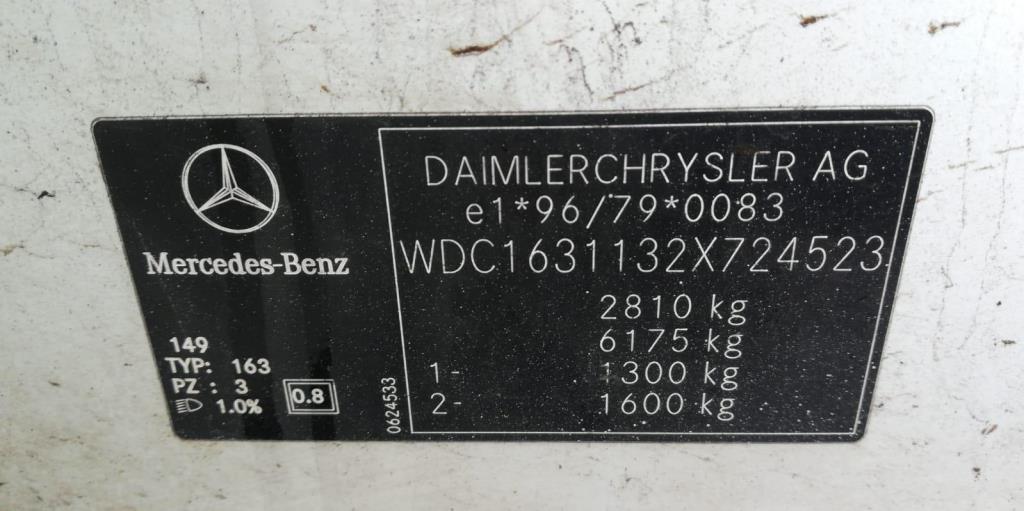 Mercedes-Benz
149
TYP: 163
PZ : 3
1.0%
0.8
0624533
DAIMLERCHRYSLER AG
e1*96/79*0083
WDC1631132X724523
2810 kg
6175 kg
1- 1300 kg
2- 1600 kg